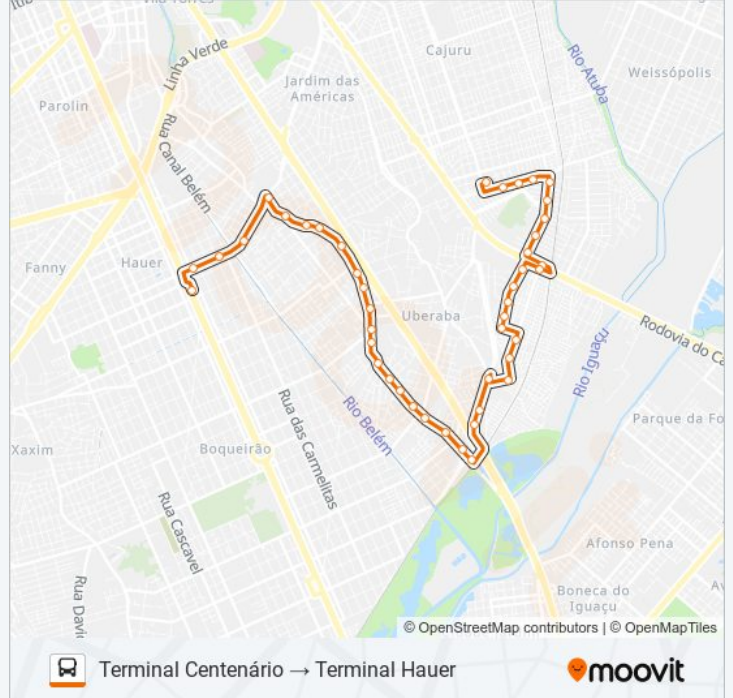 Vila Torres
Linha Verde
Cajuru
Rio Atuba
Weissópolis
Jardim das
Américas
Parolin
Rua Canal Belém
Fanny
Hauer
Uberaba
Rio Iguaçu
Rodovia do Ca
Rua das Carmelitas
Rio Belém
Parque da Fo
Xaxim
Boqueirão
Rua Cascavel
Afonso Pena
Rua Davi
Boneca do
Iguaçu
© OpenStreetMap contributors | © OpenMapTiles
Terminal Centenário → Terminal Hauer
moovit